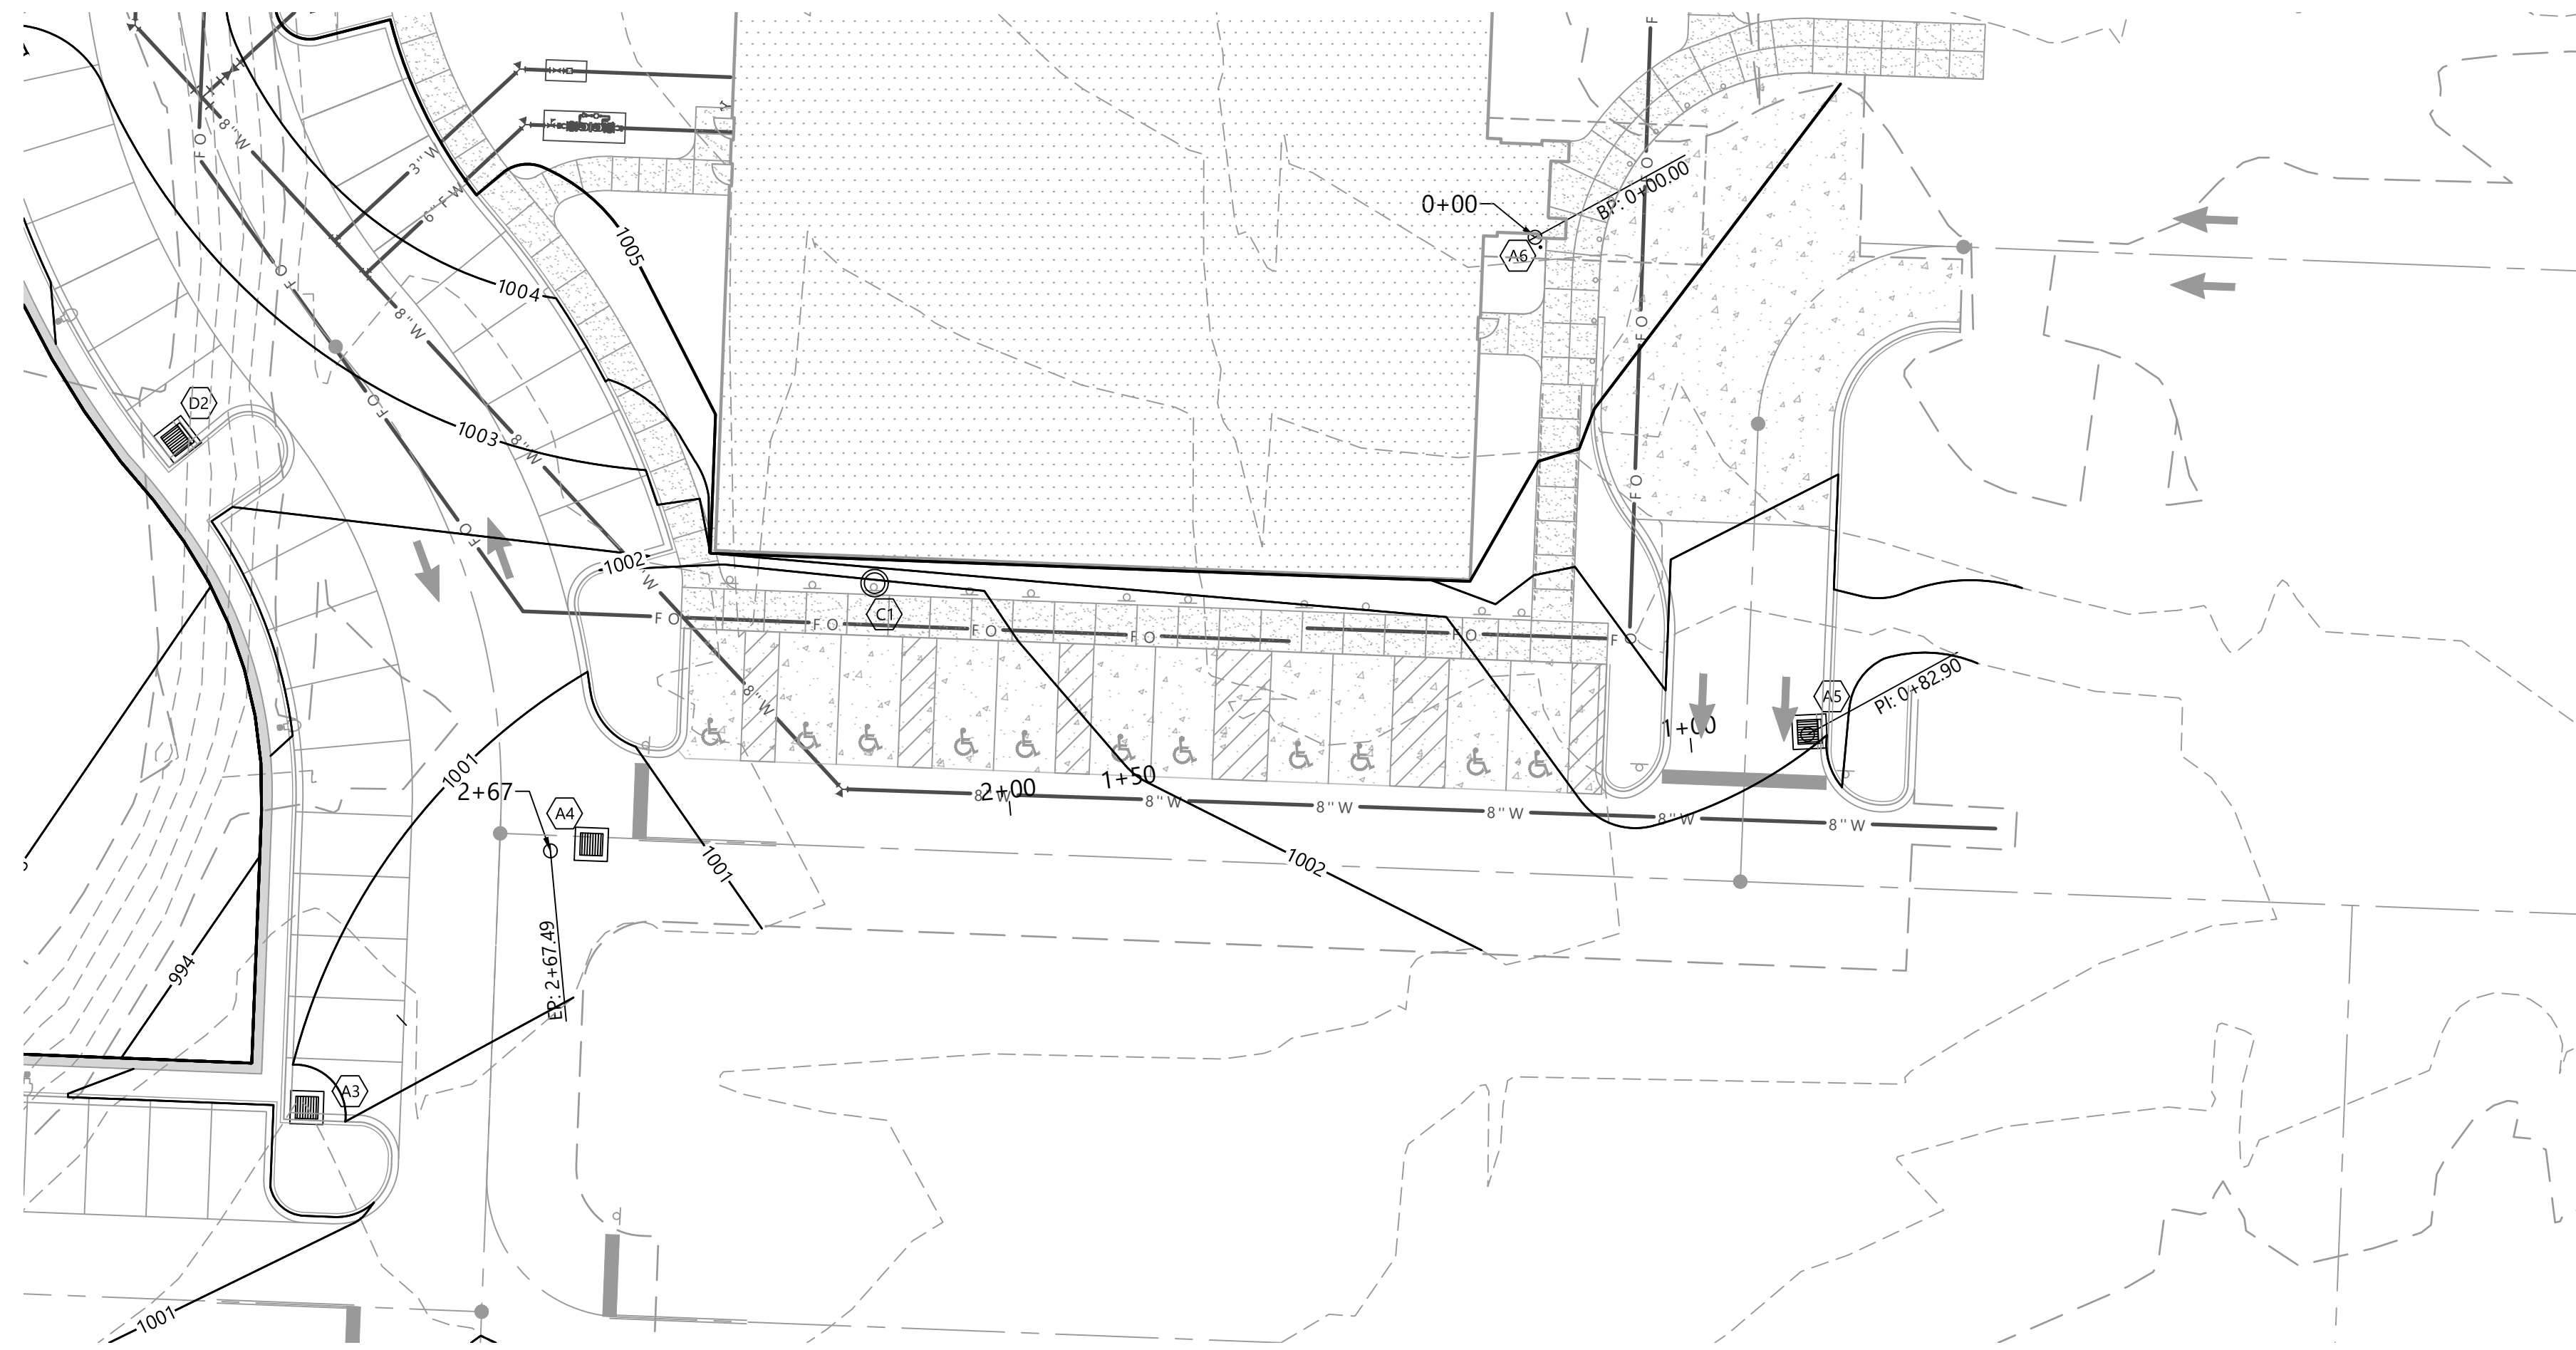 F
F O
8"W
3"W
6"FW
1005
O
BP: 0+00.00
0+00
A6
1004
F O
8"W
F O
D2
F O
1003
8"W
F O
F O
1002
W
C1
F O
F O
F O
F O
F O
F O
PI: 0+82.90
A5
8"W
1+00
1001
1+50
2+67
2+00
8"W
8"W
8"W
8"W
8"W
8"W
A4
1001
1002
EP: 2+67.49
994
A3
1001